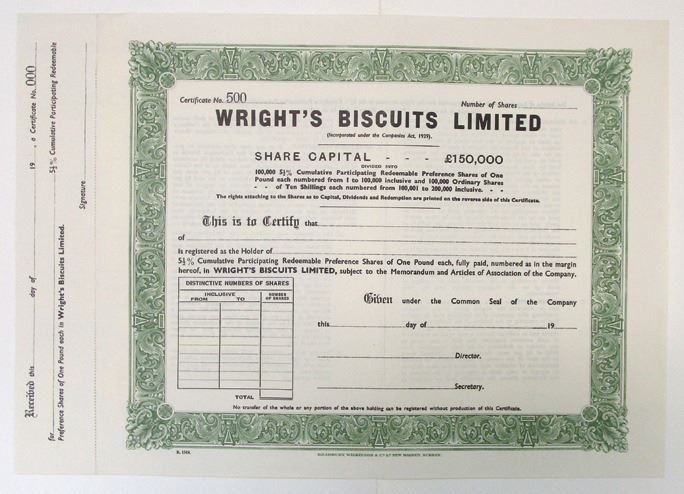 Certificate No. 500
Number of Shares
WRIGHT'S BISCUITS LIMITED
(Incorporated under the Companies Act, 1929).
SHARE CAPITAL - - - £150,000
DIVIDED INTO
100,000 5½% Cumulative Participating Redeemable Preference Shares of One
Pound each numbered from 1 to 100,000 inclusive and 100,000 Ordinary Shares
- - of Ten Shillings each numbered from 100,001 to 200,000 inclusive. - -
The rights attaching to the Shares as to Capital, Dividends and Redemption are printed on the reverse side of this Certificate.
This is to Certify that
of
is registered as the Holder of
5½% Cumulative Participating Redeemable Preference Shares of One Pound each, fully paid, numbered as in the margin
hereof, in WRIGHT'S BISCUITS LIMITED, subject to the Memorandum and Articles of Association of the Company.
DISTINCTIVE NUMBERS OF SHARES
INCLUSIVE
FROM TO
NUMBER
OF SHARES
TOTAL
Given under the Common Seal of the Company
this day of 19
Director.
Secretary.
No transfer of the whole or any portion of the above holding can be registered without production of this Certificate.
Received this day of 19 , a Certificate No. 000
for 5½% Cumulative Participating Redeemable
Preference Shares of One Pound each in Wright's Biscuits Limited.
Signature